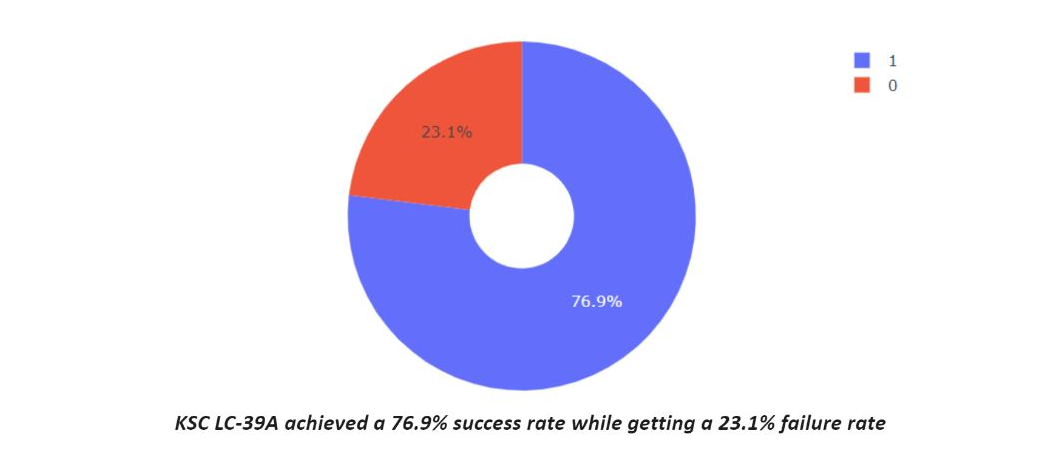 1
0
23.1%
76.9%
KSC LC-39A achieved a 76.9% success rate while getting a 23.1% failure rate